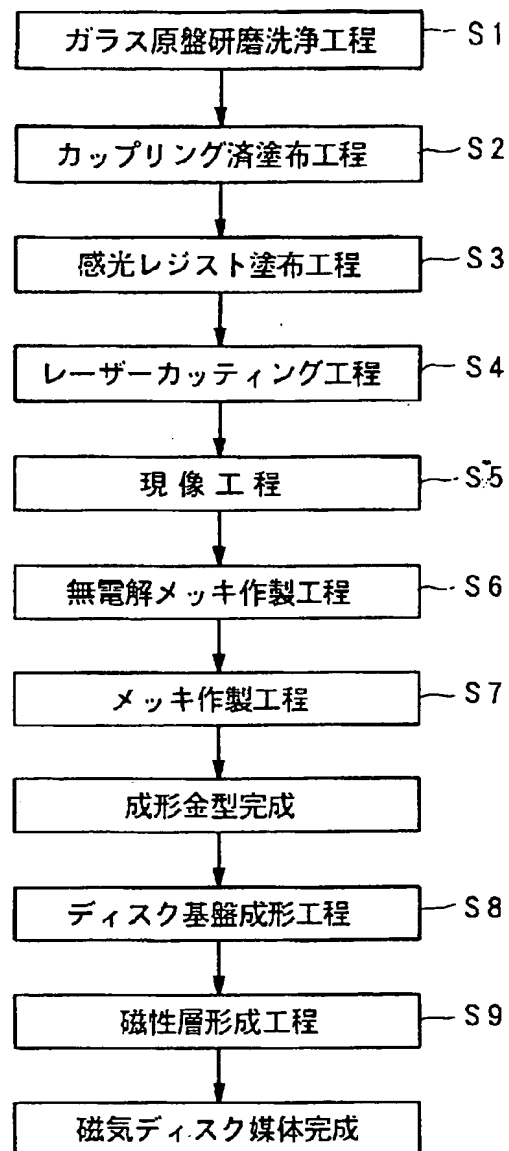 ガラス原盤研磨洗浄工程 S1
カップリング済塗布工程 S2
感光レジスト塗布工程 S3
レーザーカッティング工程 S4
現像工程 S5
無電解メッキ作製工程 S6
メッキ作製工程 S7
成形金型完成
ディスク基盤成形工程 S8
磁性層形成工程 S9
磁気ディスク媒体完成